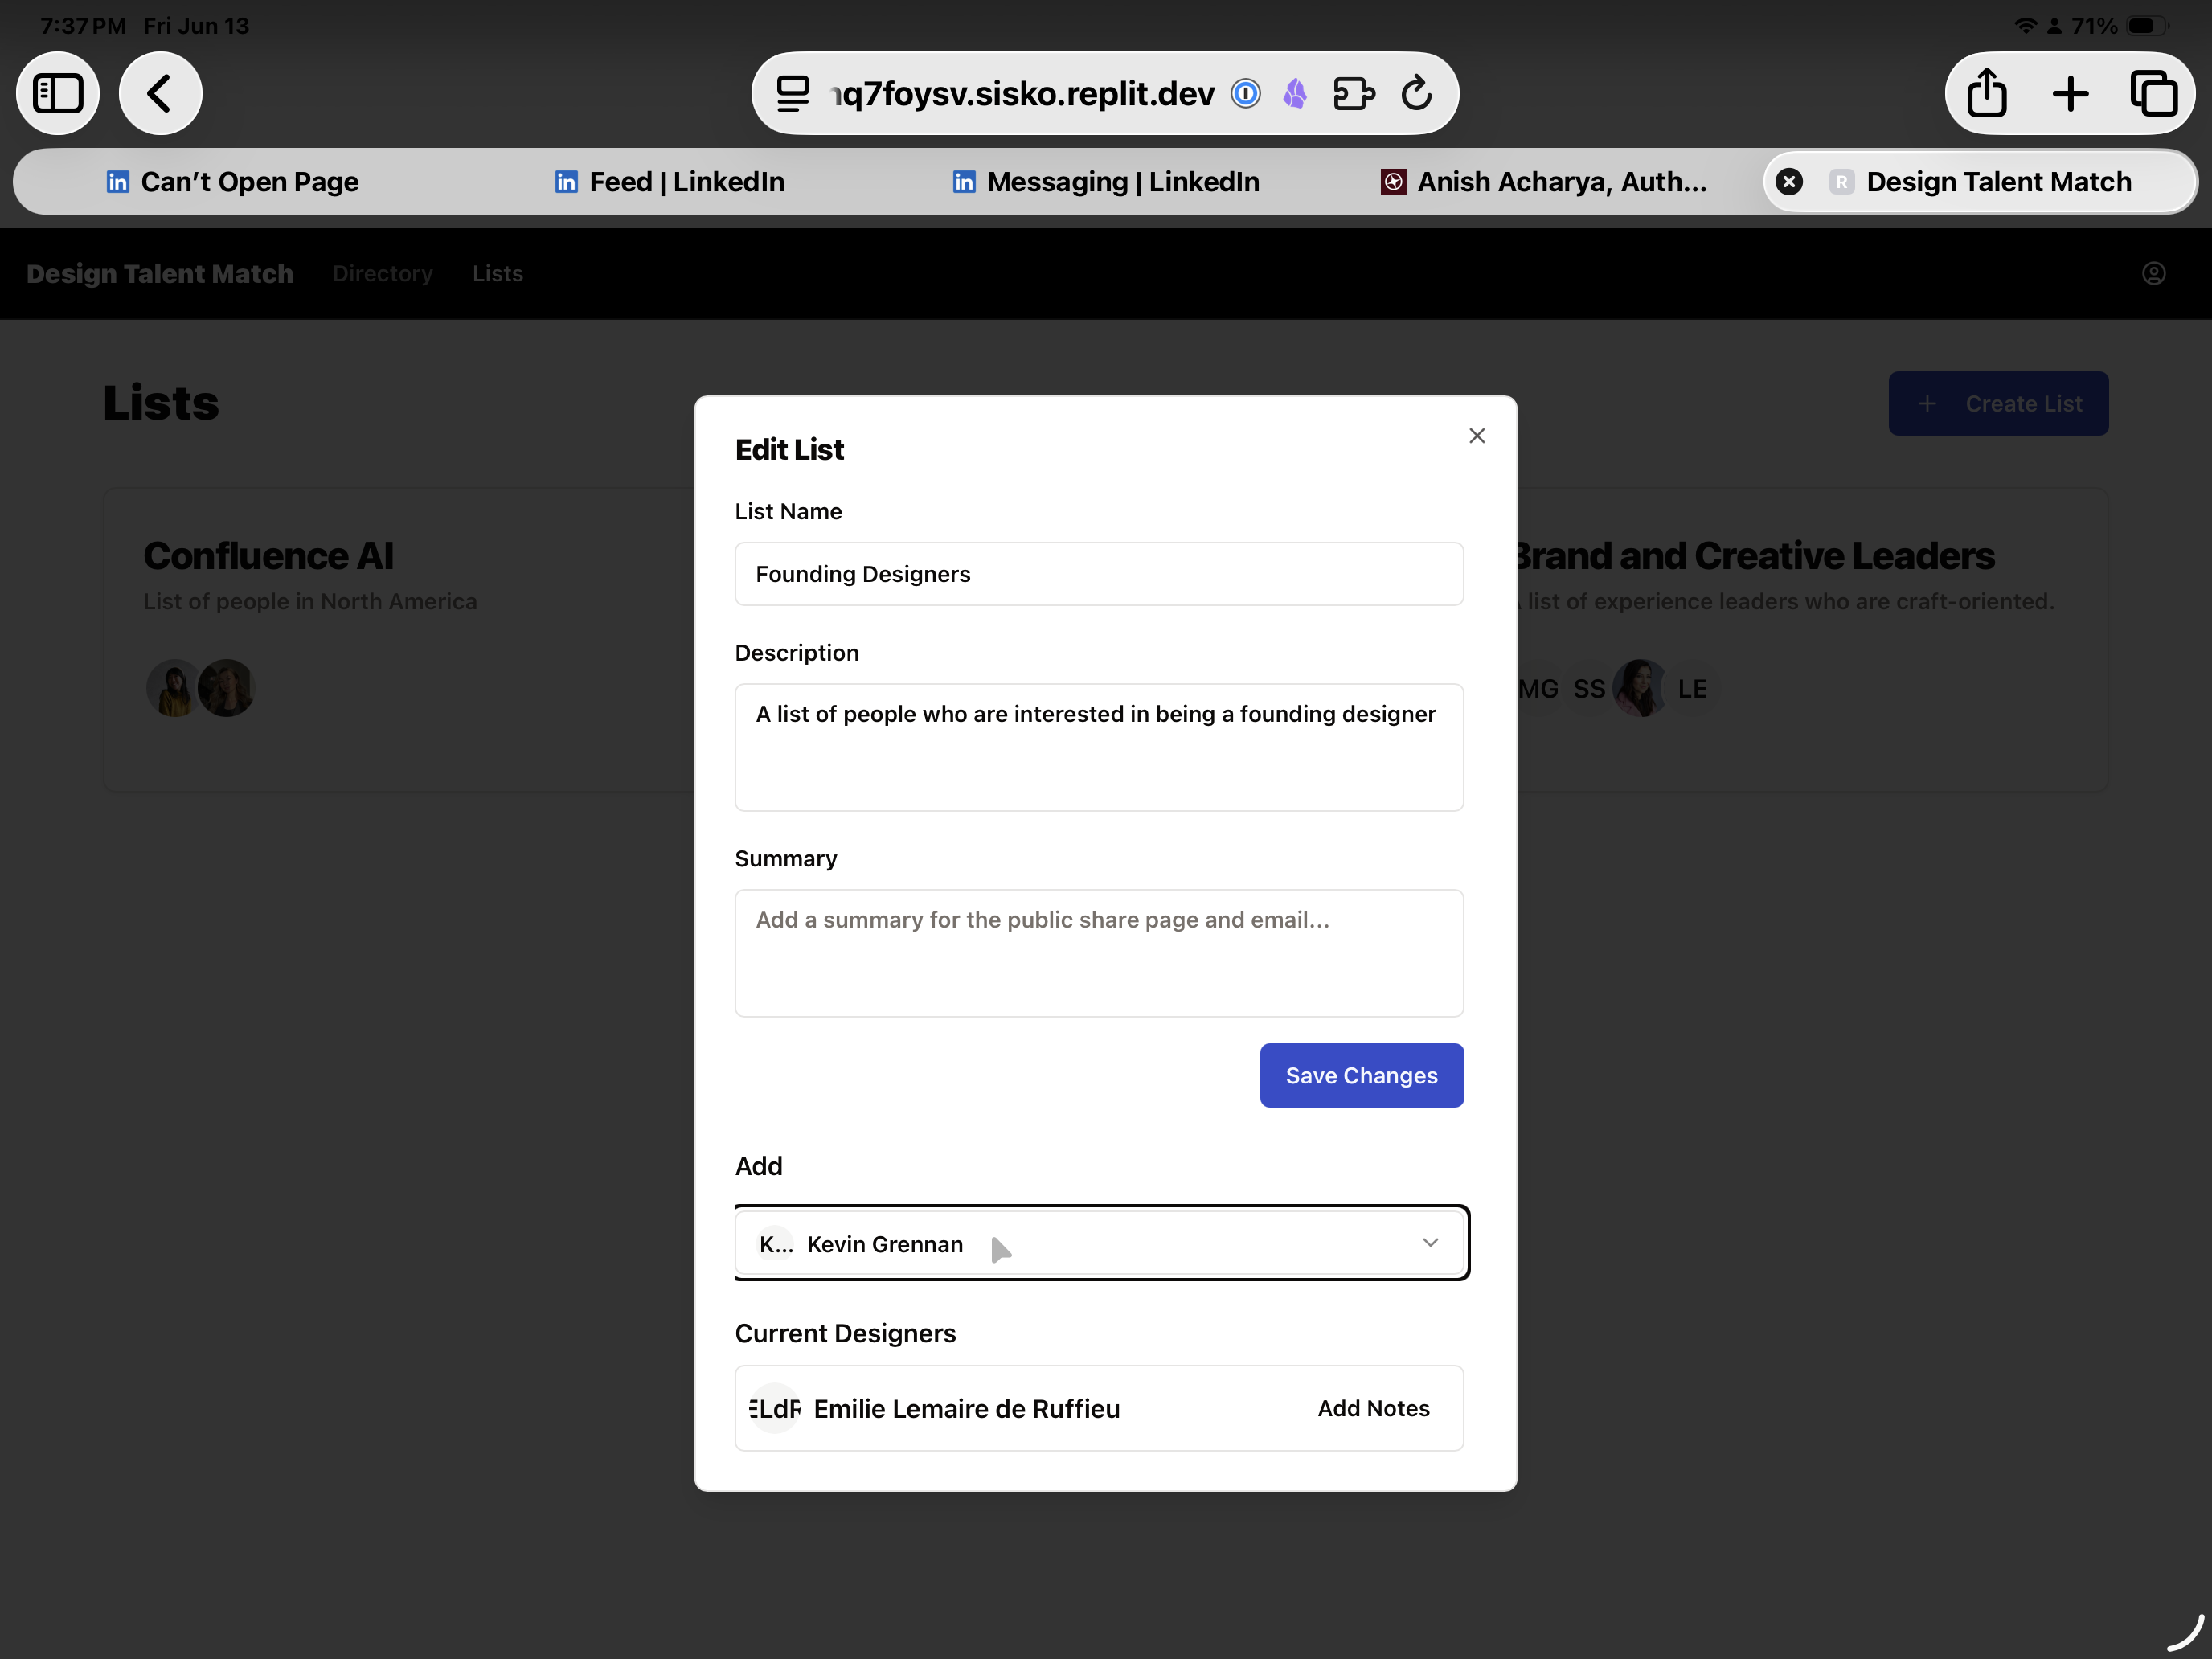 7:37 PM Fri Jun 13
71%
q7foysv.sisko.replit.dev
Can't Open Page
Feed | LinkedIn
Messaging | LinkedIn
Anish Acharya, Auth...
R Design Talent Match
Design Talent Match Directory Lists
Lists
+ Create List
Confluence AI
List of people in North America
Brand and Creative Leaders
list of experience leaders who are craft-oriented.
MG SS LE
Edit List
List Name
Founding Designers
Description
A list of people who are interested in being a founding designer
Summary
Add a summary for the public share page and email...
Save Changes
Add
K... Kevin Grennan
Current Designers
ELdR Emilie Lemaire de Ruffieu
Add Notes